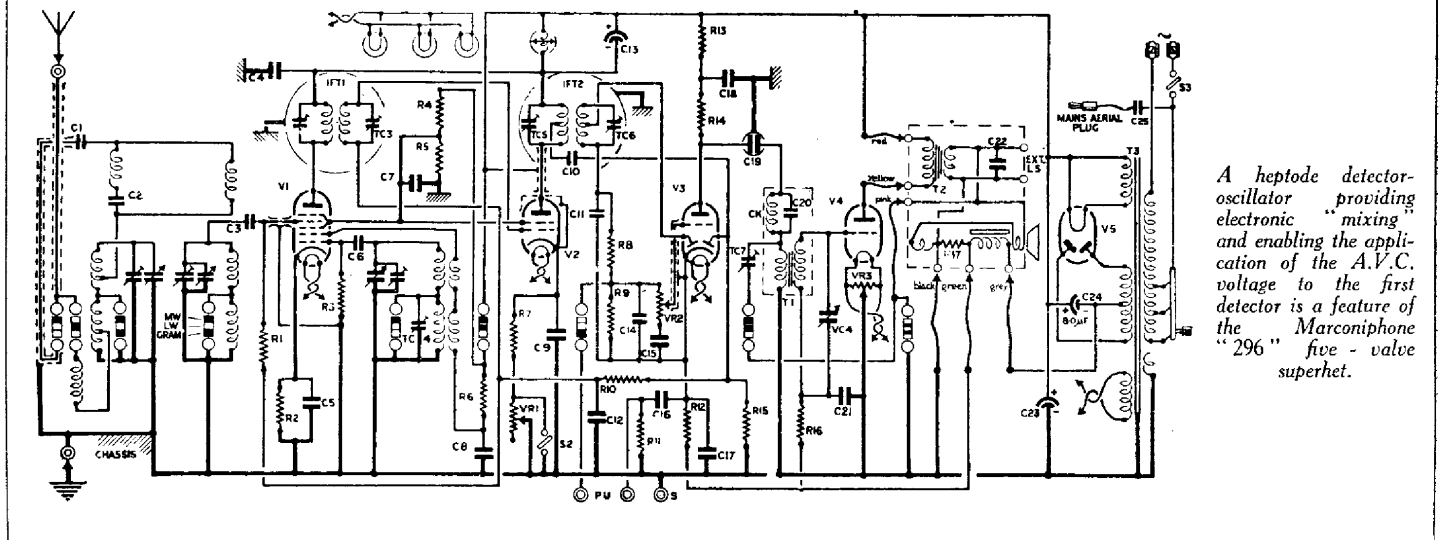 C1
C2
C3
C4
IFT1
TC3
R4
R5
C7
V1
C6
R3
R1
R2
C5
MW
LW
GRAM
TC4
R6
C8
CHASSIS
C13
IFT2
TC5
TC6
C10
C11
V2
R7
VR1
S2
C9
R8
R9
C14
C15
VR2
R10
C12
R11
C16
R12
C17
PU
S
R13
C18
R14
C19
V3
R15
CK
C20
TC7
T1
V4
VR3
VC4
C21
R16
red
Yellow
pink
T2
C22
EXT.
LS
R17
black
green
grey
C23
C24
8.0μF
V5
T3
MAINS AERIAL
PLUG
C25
S3
~
A heptode detector-
oscillator providing
electronic "mixing"
and enabling the appli-
cation of the A.V.C.
voltage to the first
detector is a feature of
the Marconiphone
"296" five - valve
superhet.